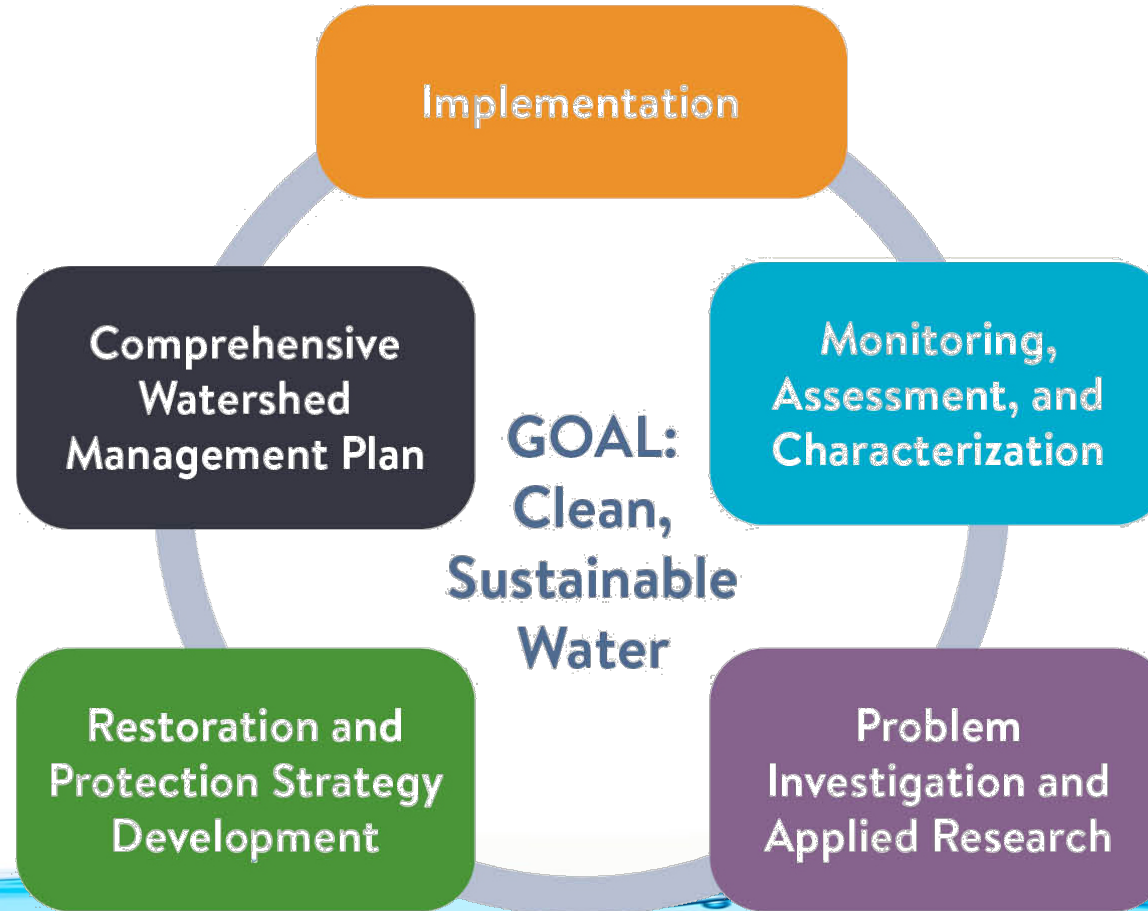 Implementation
Comprehensive
Watershed
Management Plan
Monitoring,
Assessment, and
Characterization
GOAL:
Clean,
Sustainable
Water
Restoration and
Protection Strategy
Development
Problem
Investigation and
Applied Research